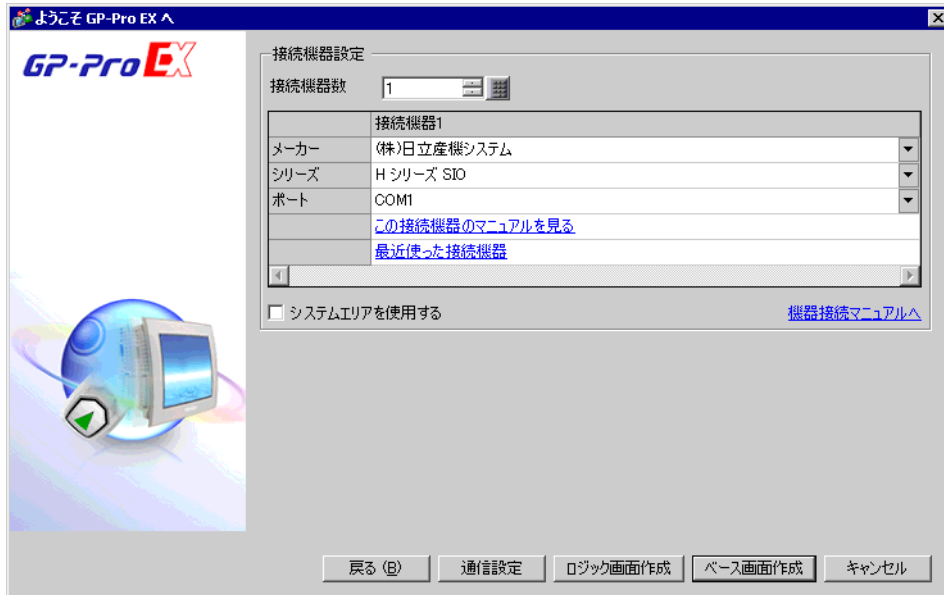 ようこそ GP-Pro EX へ
GP-Pro EX
接続機器設定
接続機器数 1
接続機器1
メーカー (株)日立産機システム
シリーズ H シリーズ SIO
ポート COM1
この接続機器のマニュアルを見る
最近使った接続機器
システムエリアを使用する 機器接続マニュアルへ
戻る (B) 通信設定 ロジック画面作成 ベース画面作成 キャンセル